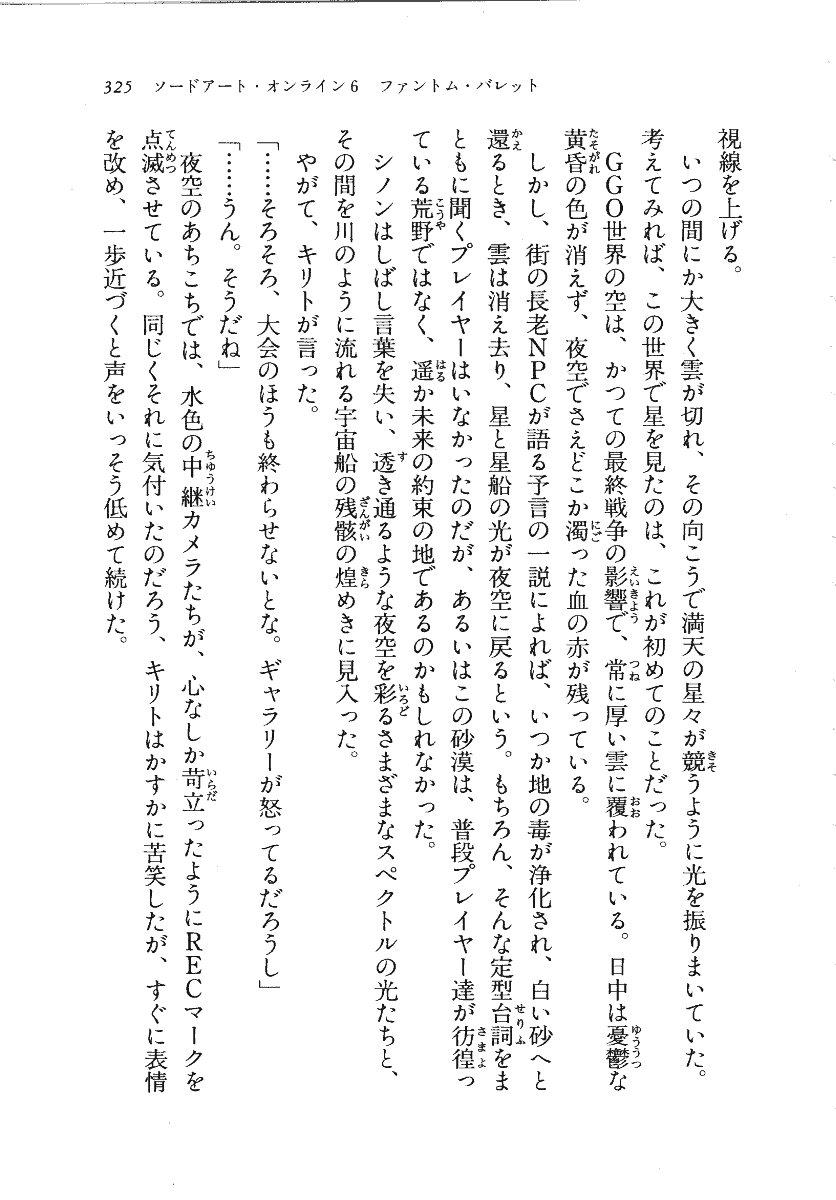 325　ソードアート・オンライン6　ファントム・バレット
視線を上げる。
　いつの間にか大きく雲が切れ、その向こうで満天の星々が競うように光を振りまいていた。
考えてみれば、この世界で星を見たのは、これが初めてのことだった。
　ＧＧＯ世界の空は、かつての最終戦争の影響で、常に厚い雲に覆われている。日中は憂鬱な
黄昏の色が消えず、夜空でさえどこか濁った血の赤が残っている。
　しかし、街の長老ＮＰＣが語る予言の一説によれば、いつか地の毒が浄化され、白い砂へと
還るとき、雲は消え去り、星と星船の光が夜空に戻るという。もちろん、そんな定型台詞をま
ともに聞くプレイヤーはいなかったのだが、あるいはこの砂漠は、普段プレイヤー達が彷徨っ
ている荒野ではなく、遥か未来の約束の地であるのかもしれなかった。
　シノンはしばし言葉を失い、透き通るような夜空を彩るさまざまなスペクトルの光たちと、
その間を川のように流れる宇宙船の残骸の煌めきに見入った。
　やがて、キリトが言った。
「……そろそろ、大会のほうも終わらせないとな。ギャラリーが怒ってるだろうし」
「……うん。そうだね」
　夜空のあちこちでは、水色の中継カメラたちが、心なしか苛立ったようにＲＥＣマークを
点滅させている。同じくそれに気付いたのだろう、キリトはかすかに苦笑したが、すぐに表情
を改め、一歩近づくと声をいっそう低めて続けた。